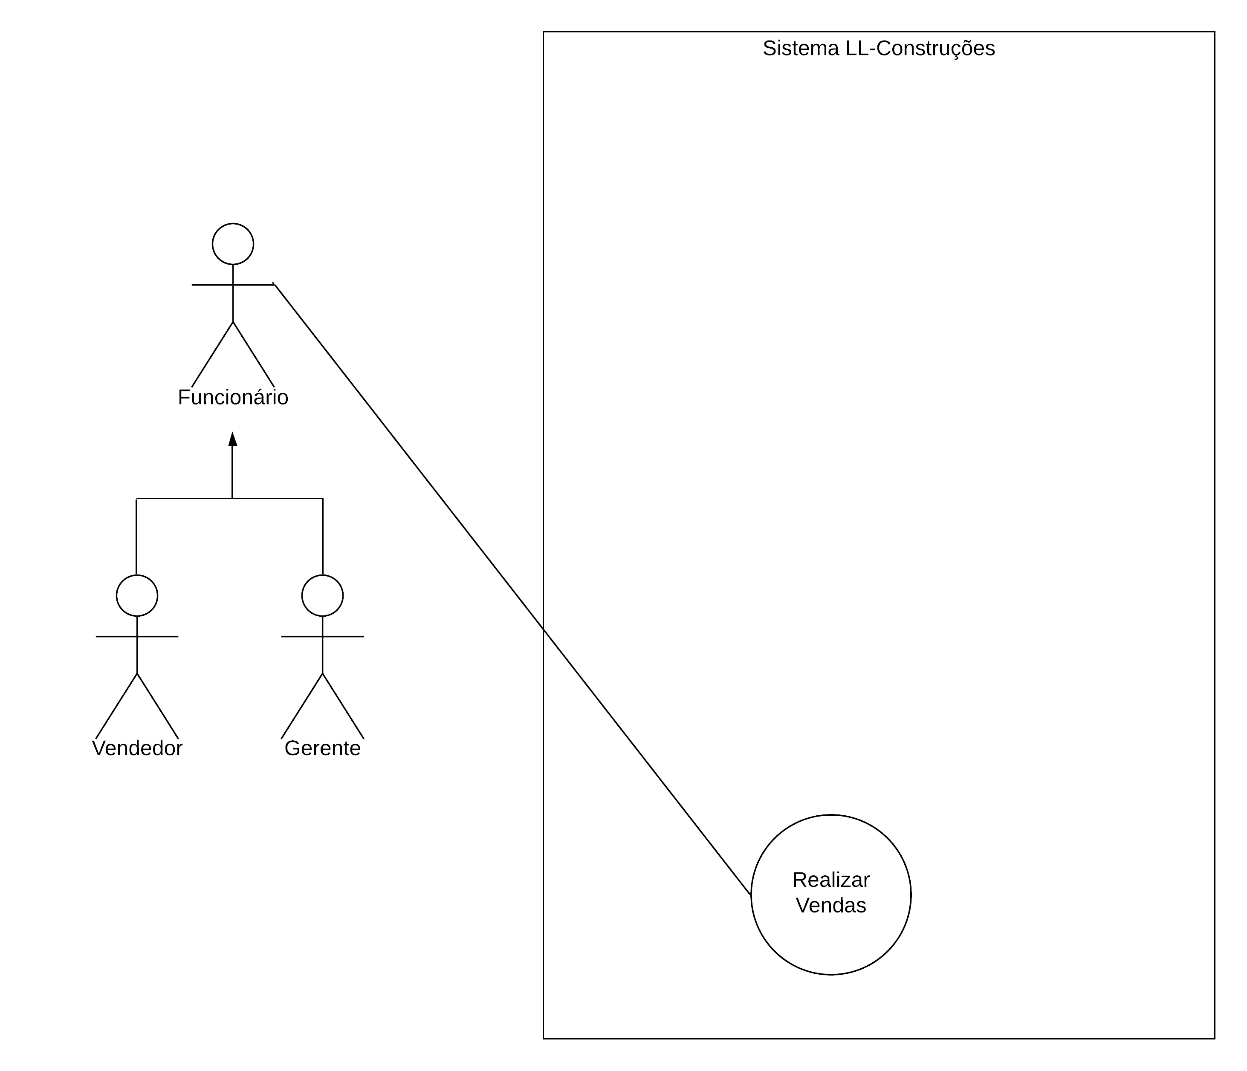 Sistema LL-Construções
Funcionário
Vendedor
Gerente
Realizar
Vendas